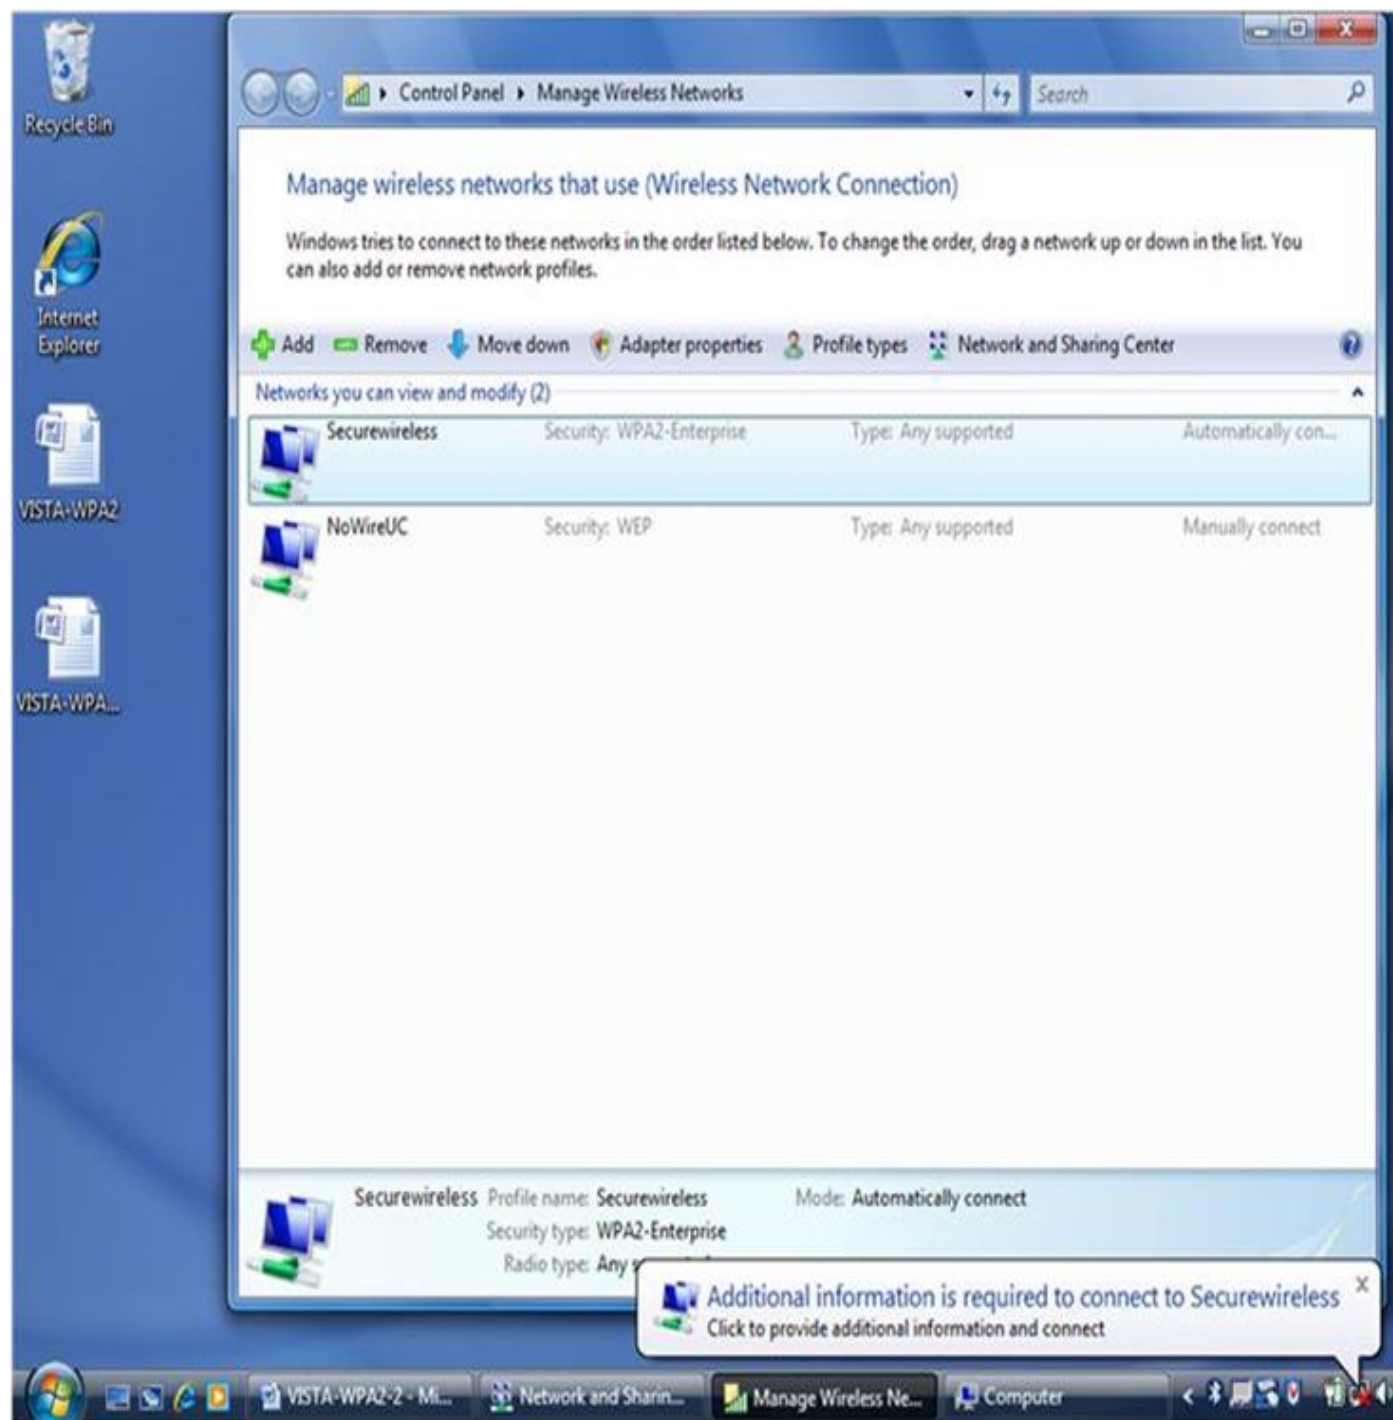 Recycle Bin
Internet
Explorer
VISTA-WPA2
VISTA-WPA...
Control Panel
Manage Wireless Networks
Search
Manage wireless networks that use (Wireless Network Connection)
Windows tries to connect to these networks in the order listed below. To change the order, drag a network up or down in the list. You
can also add or remove network profiles.
Add Remove Move down Adapter properties Profile types Network and Sharing Center
Networks you can view and modify (2)
Securewireless Security: WPA2-Enterprise Type: Any supported Automatically con...
NoWireUC Security: WEP Type: Any supported Manually connect
Securewireless Profile name: Securewireless Mode: Automatically connect
Security type: WPA2-Enterprise
Radio type: Any
Additional information is required to connect to Securewireless
Click to provide additional information and connect
VISTA-WPA2-2 - Mi... Network and Sharin... Manage Wireless Ne... Computer